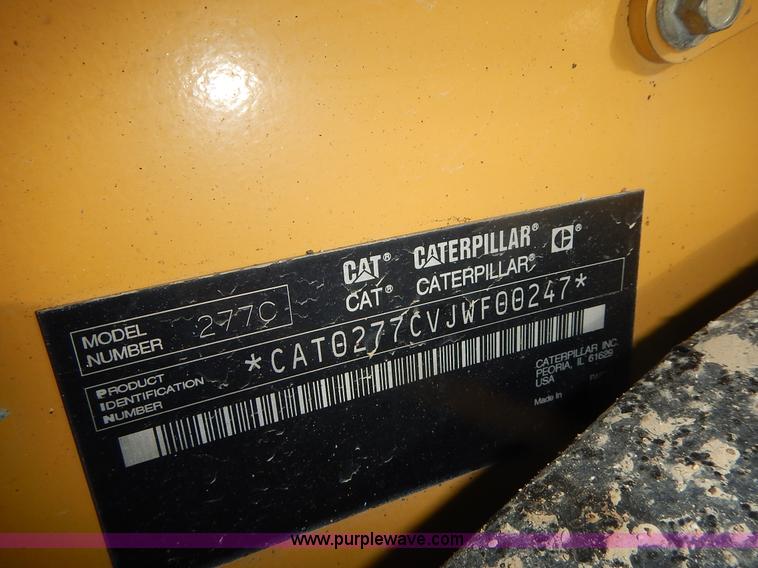 CAT® CATERPILLAR® C®
CAT® CATERPILLAR®
MODEL NUMBER 277C
PRODUCT IDENTIFICATION NUMBER
*CAT0277CVJWF00247*
CATERPILLAR INC.
PEORIA, IL 61629
USA
Made in
www.purplewave.com